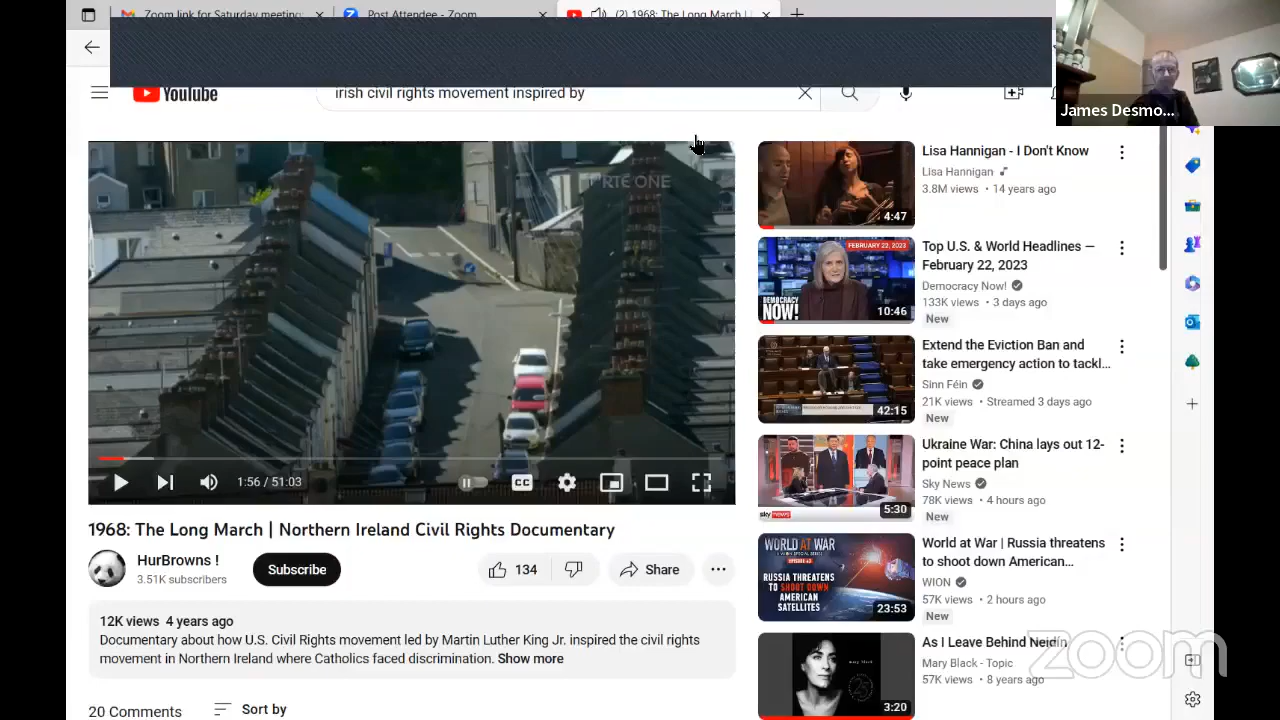 Zoom link for Saturday meeting
Post Attendee - Zoom
(2) 1968: The Long March |
YouTube
irish civil rights movement inspired by
James Desmo...
RTÉ ONE
1:56 / 51:03
CC
1968: The Long March | Northern Ireland Civil Rights Documentary
HurBrowns !
3.51K subscribers
Subscribe
134
Share
12K views 4 years ago
Documentary about how U.S. Civil Rights movement led by Martin Luther King Jr. inspired the civil rights
movement in Northern Ireland where Catholics faced discrimination. Show more
20 Comments
Sort by
4:47
Lisa Hannigan - I Don't Know
Lisa Hannigan
3.8M views • 14 years ago
FEBRUARY 22, 2023
DEMOCRACY
NOW!
10:46
Top U.S. & World Headlines —
February 22, 2023
Democracy Now!
133K views • 3 days ago
New
42:15
Extend the Eviction Ban and
take emergency action to tackl...
Sinn Féin
21K views • Streamed 3 days ago
New
sky news
5:30
Ukraine War: China lays out 12-
point peace plan
Sky News
78K views • 4 hours ago
New
WORLD AT WAR
RUSSIA THREATENS
TO SHOOT DOWN
AMERICAN
SATELLITES
23:53
World at War | Russia threatens
to shoot down American...
WION
57K views • 2 hours ago
New
mary black
25
3:20
As I Leave Behind Neidín
Mary Black - Topic
57K views • 8 years ago
zoom